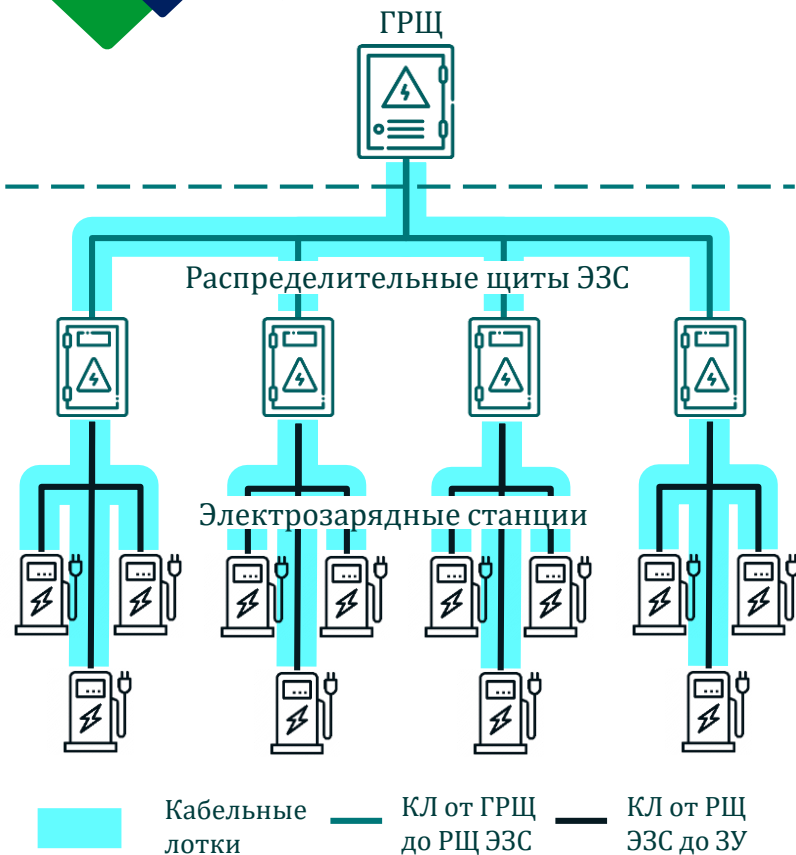 ГРЩ
Распределительные щиты ЭЗС
Электрозарядные станции
Кабельные
лотки
КЛ от ГРЩ
до РЩ ЭЗС
КЛ от РЩ
ЭЗС до ЗУ